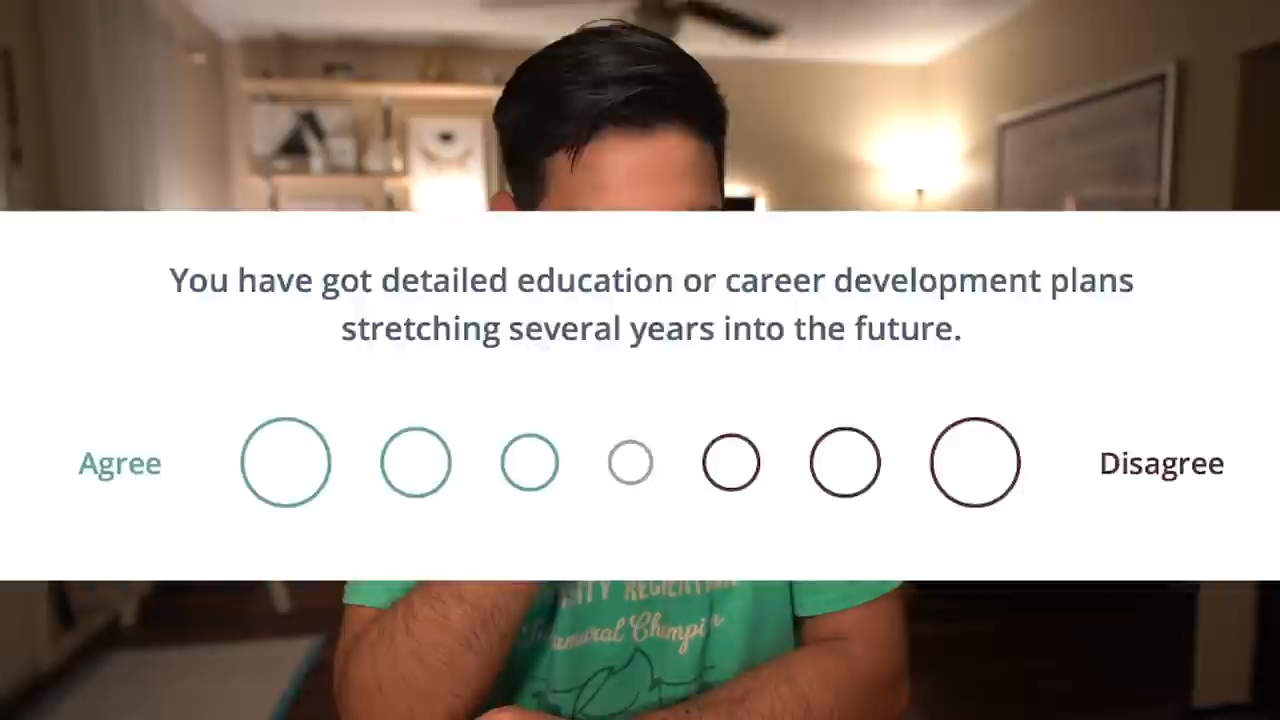 You have got detailed education or career development plans
stretching several years into the future.
Agree
Disagree